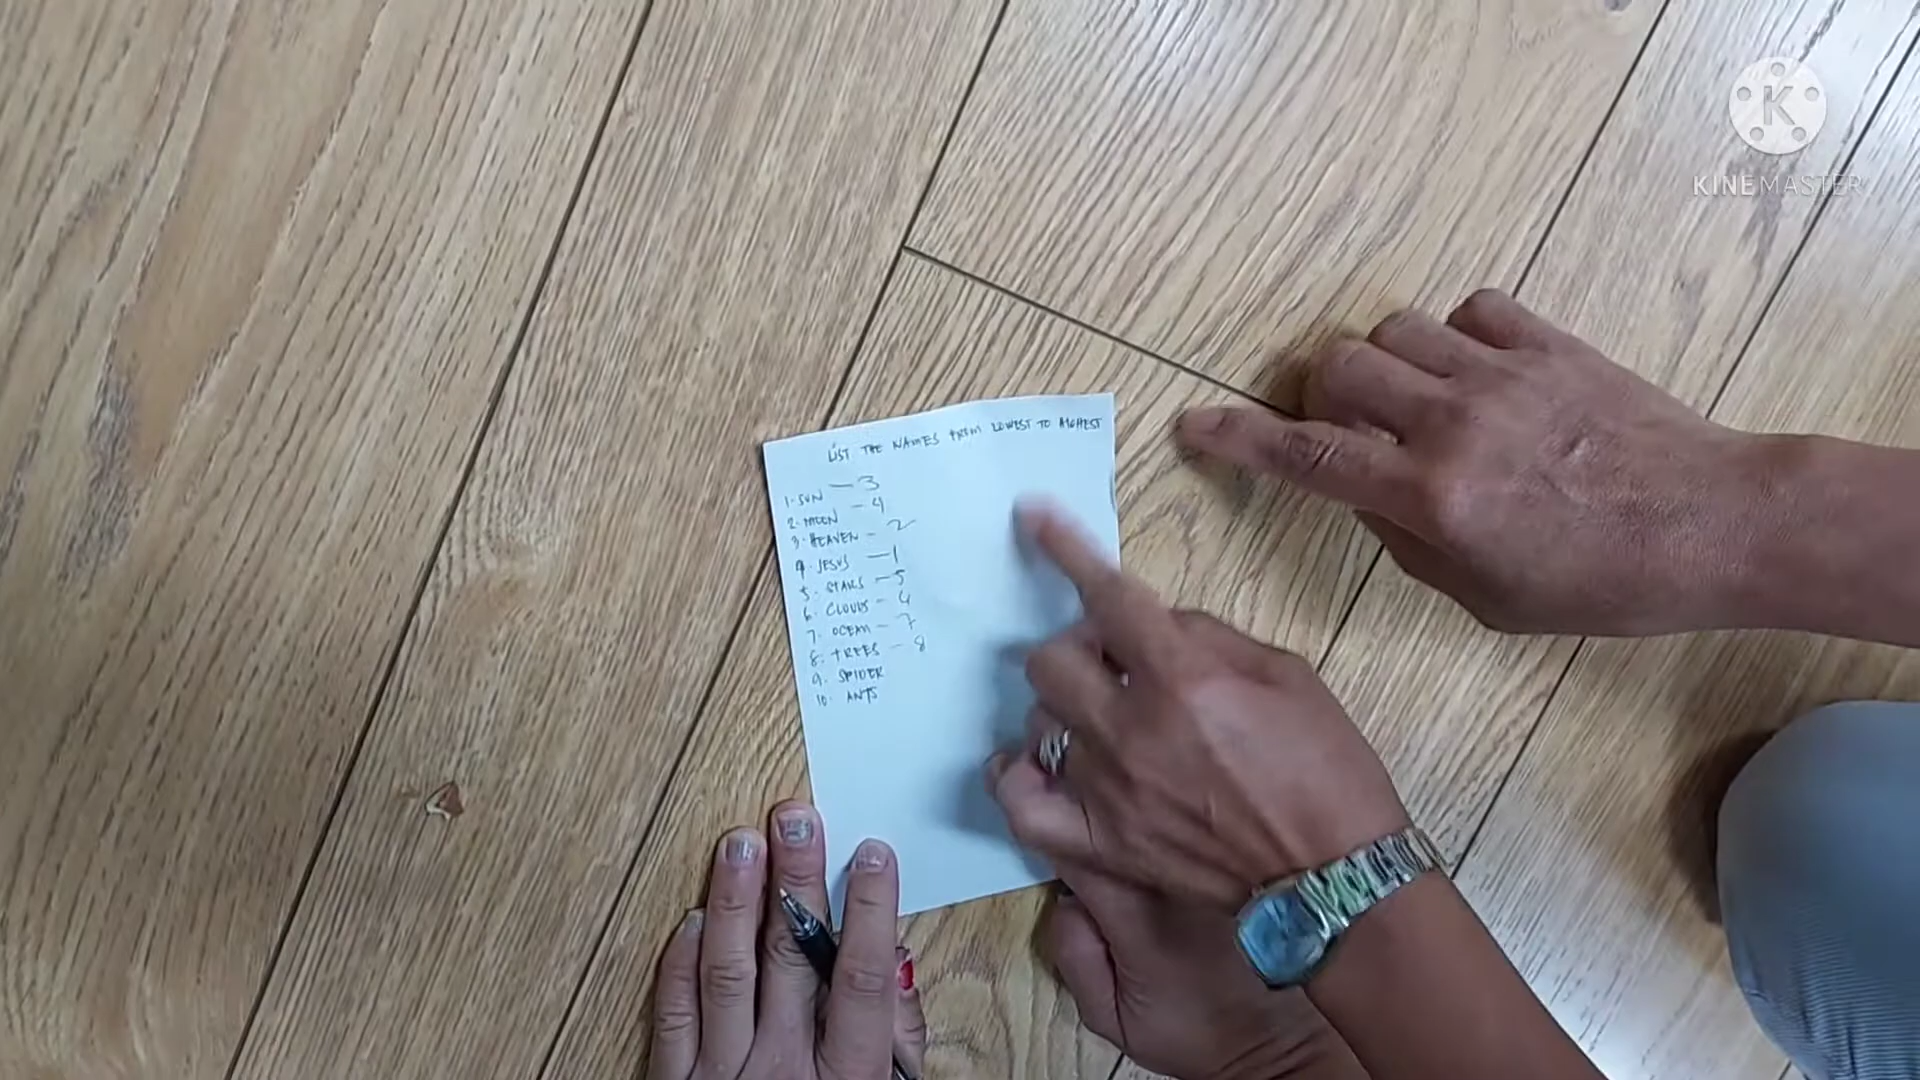 LIST THE NAMES FROM LOWEST TO HIGHEST
1. SUN — 3
2. MOON — 4
3. HEAVEN — 2
4. JESUS — 1
5. STARS — 5
6. CLOUDS —
7. OCEAN — 7
8. TREES — 8
9. SPIDER
10. ANTS
KINEMASTER